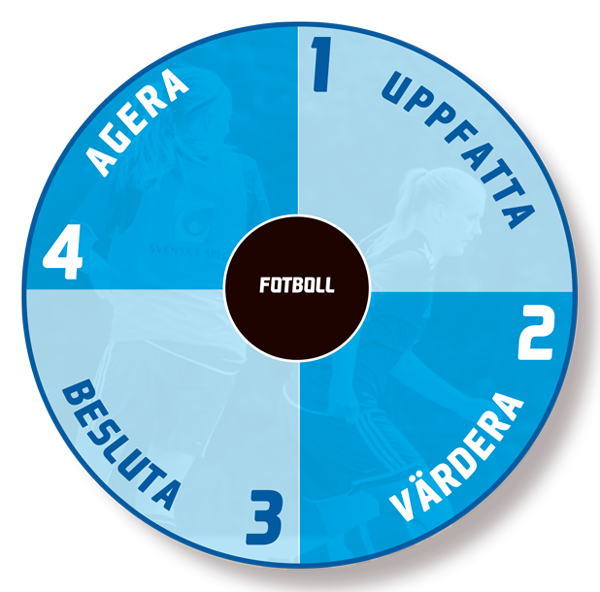 1
UPPFATTA
2
VÄRDERA
3
BESLUTA
4
AGERA
FOTBOLL